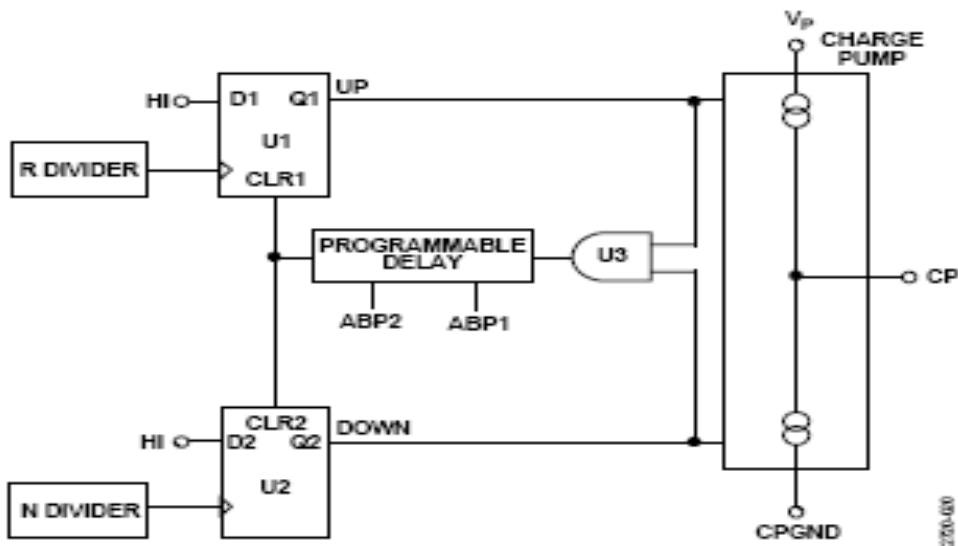 VP
CHARGE
PUMP
HI
D1
Q1
UP
U1
R DIVIDER
CLR1
PROGRAMMABLE
DELAY
U3
CP
ABP2
ABP1
CLR2
DOWN
HI
D2
Q2
U2
N DIVIDER
CPGND